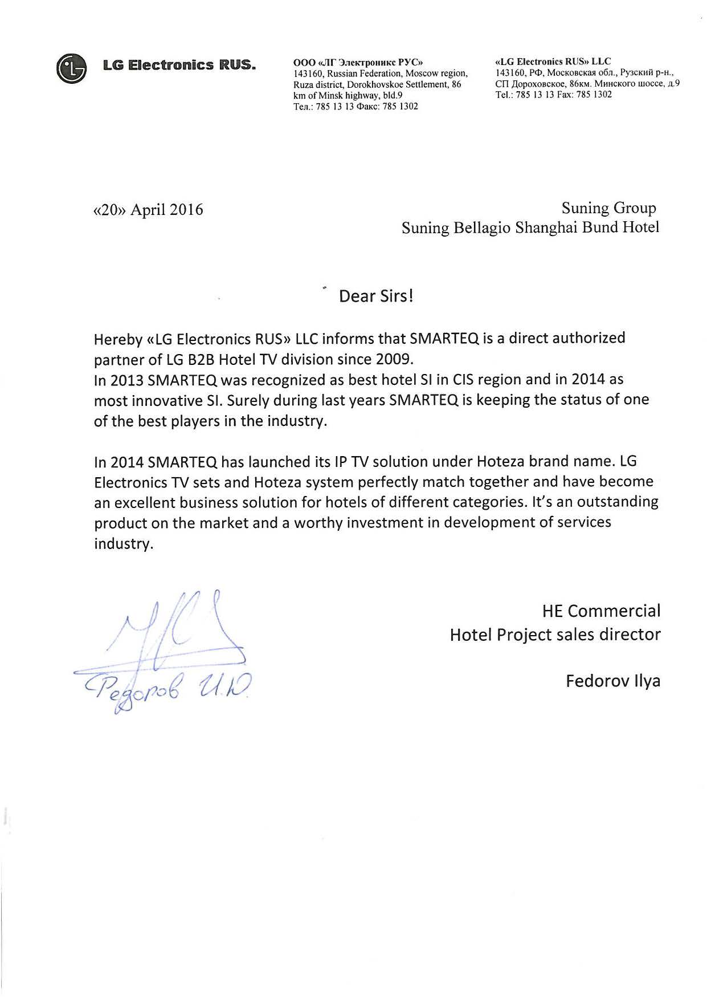 LG Electronics RUS.
ООО «ЛГ Электроникс РУС»
143160, Russian Federation, Moscow region,
Ruza district, Dorokhovskoe Settlement, 86
km of Minsk highway, bld.9
Тел.: 785 13 13 Факс: 785 1302
«LG Electronics RUS» LLC
143160, РФ, Московская обл., Рузский р-н.,
СП Дороховское, 86км. Минского шоссе, д.9
Tel.: 785 13 13 Fax: 785 1302
«20» April 2016
Suning Group
Suning Bellagio Shanghai Bund Hotel
Dear Sirs!
Hereby «LG Electronics RUS» LLC informs that SMARTEQ is a direct authorized
partner of LG B2B Hotel TV division since 2009.
In 2013 SMARTEQ was recognized as best hotel SI in CIS region and in 2014 as
most innovative SI. Surely during last years SMARTEQ is keeping the status of one
of the best players in the industry.
In 2014 SMARTEQ has launched its IP TV solution under Hoteza brand name. LG
Electronics TV sets and Hoteza system perfectly match together and have become
an excellent business solution for hotels of different categories. It's an outstanding
product on the market and a worthy investment in development of services
industry.
HE Commercial
Hotel Project sales director
Fedorov Ilya
Федоров И.Ю.